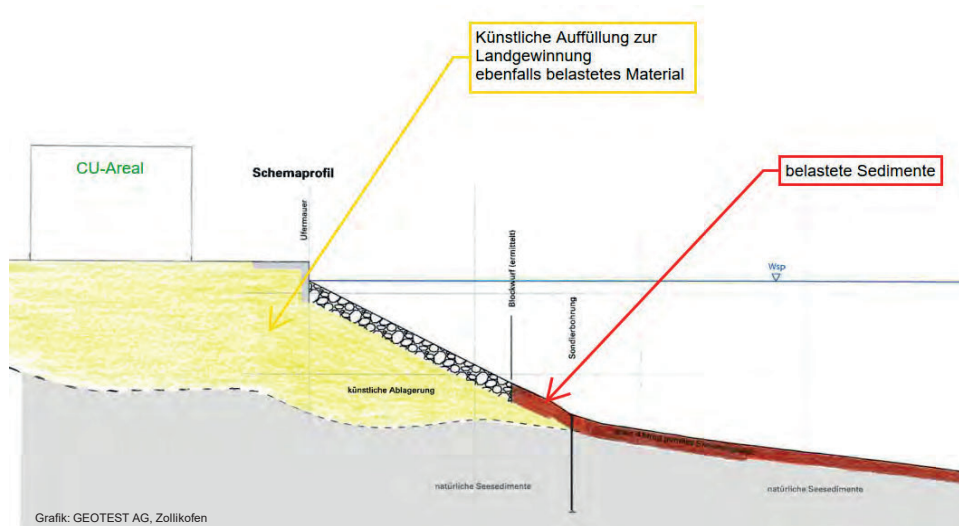 Künstliche Auffüllung zur
Landgewinnung
ebenfalls belastetes Material
CU-Areal
Schemaprofil
belastete Sedimente
Ufermauer
Blockwurf (ermittelt)
Wsp
Sondierbohrung
künstliche Ablagerung
natürliche Seesedimente
natürliche Seesedimente
Grafik: GEOTEST AG, Zollikofen